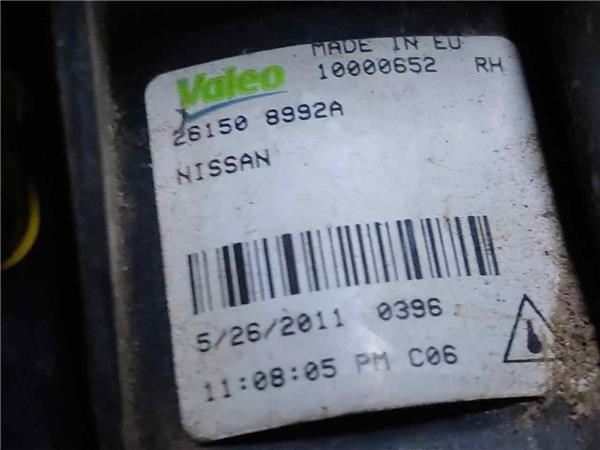 MADE IN EU
Valeo 10000652 RH
26150 8992A
NISSAN
5/26/2011 0396
11:08:05 PM C06